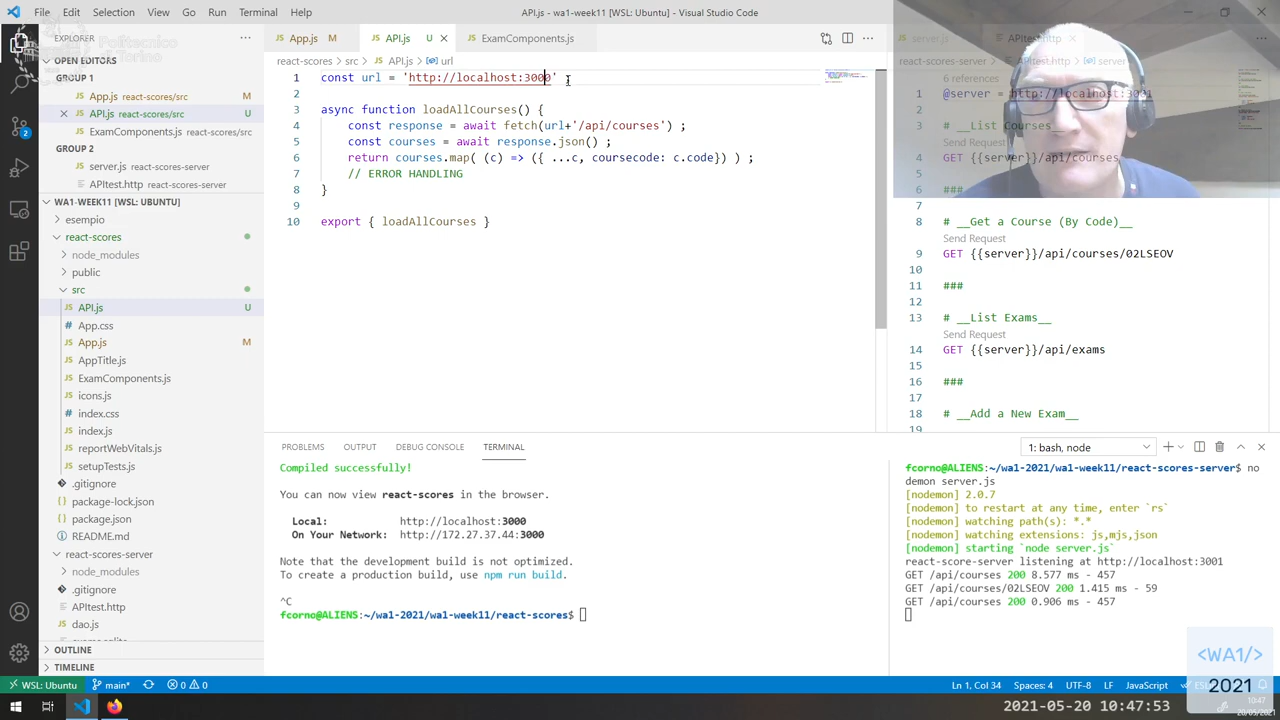 File Edit Selection View Go Run Terminal Help
API.js - wa1-week11 [WSL: Ubuntu] - Visual Studio Code
Politecnico
EXPLORER
OPEN EDITORS
GROUP 1
App.js react-scores/src M
API.js react-scores/src U
ExamComponents.js react-scores/src
GROUP 2
server.js react-scores-server
APItest.http react-scores-server
WA1-WEEK11 [WSL: UBUNTU]
esempio
react-scores
node_modules
public
src
API.js U
App.css
App.js M
AppTitle.js
ExamComponents.js
icons.js
index.css
index.js
reportWebVitals.js
setupTests.js
.gitignore
package-lock.json
package.json
README.md
react-scores-server
node_modules
.gitignore
APItest.http
dao.js
OUTLINE
TIMELINE
App.js M API.js U ExamComponents.js
react-scores > src > API.js > url
1 const url = 'http://localhost:3000'
2
3 async function loadAllCourses() {
4 const response = await fetch(url+'/api/courses') ;
5 const courses = await response.json() ;
6 return courses.map( (c) => ({ ...c, coursecode: c.code}) ) ;
7 // ERROR HANDLING
8 }
9
10 export { loadAllCourses }
server.js APItest.http
react-scores-server > APItest.http > server
6 references
1 @server = http://localhost:3001
2
3 # __List Courses__
Send Request
4 GET {{server}}/api/courses
5
6 ###
7
8 # __Get a Course (By Code)__
Send Request
9 GET {{server}}/api/courses/02LSEOV
10
11 ###
12
13 # __List Exams__
Send Request
14 GET {{server}}/api/exams
15
16 ###
17
18 # __Add a New Exam__
19
PROBLEMS OUTPUT DEBUG CONSOLE TERMINAL
1: bash, node
Compiled successfully!
You can now view react-scores in the browser.
Local: http://localhost:3000
On Your Network: http://172.27.37.44:3000
Note that the development build is not optimized.
To create a production build, use npm run build.
^C
fcorno@ALIENS:~/wa1-2021/wa1-week11/react-scores$
fcorno@ALIENS:~/wa1-2021/wa1-week11/react-scores-server$ no
demon server.js
[nodemon] 2.0.7
[nodemon] to restart at any time, enter `rs`
[nodemon] watching path(s): *.*
[nodemon] watching extensions: js,mjs,json
[nodemon] starting `node server.js`
react-score-server listening at http://localhost:3001
GET /api/courses 200 8.577 ms - 457
GET /api/courses/02LSEOV 200 1.415 ms - 59
GET /api/courses 200 0.906 ms - 457
<WA1/>
2021
WSL: Ubuntu main* 0 0
Ln 1, Col 34 Spaces: 4 UTF-8 LF JavaScript
2
2021-05-20 10:47:53
10:47
20/05/2021